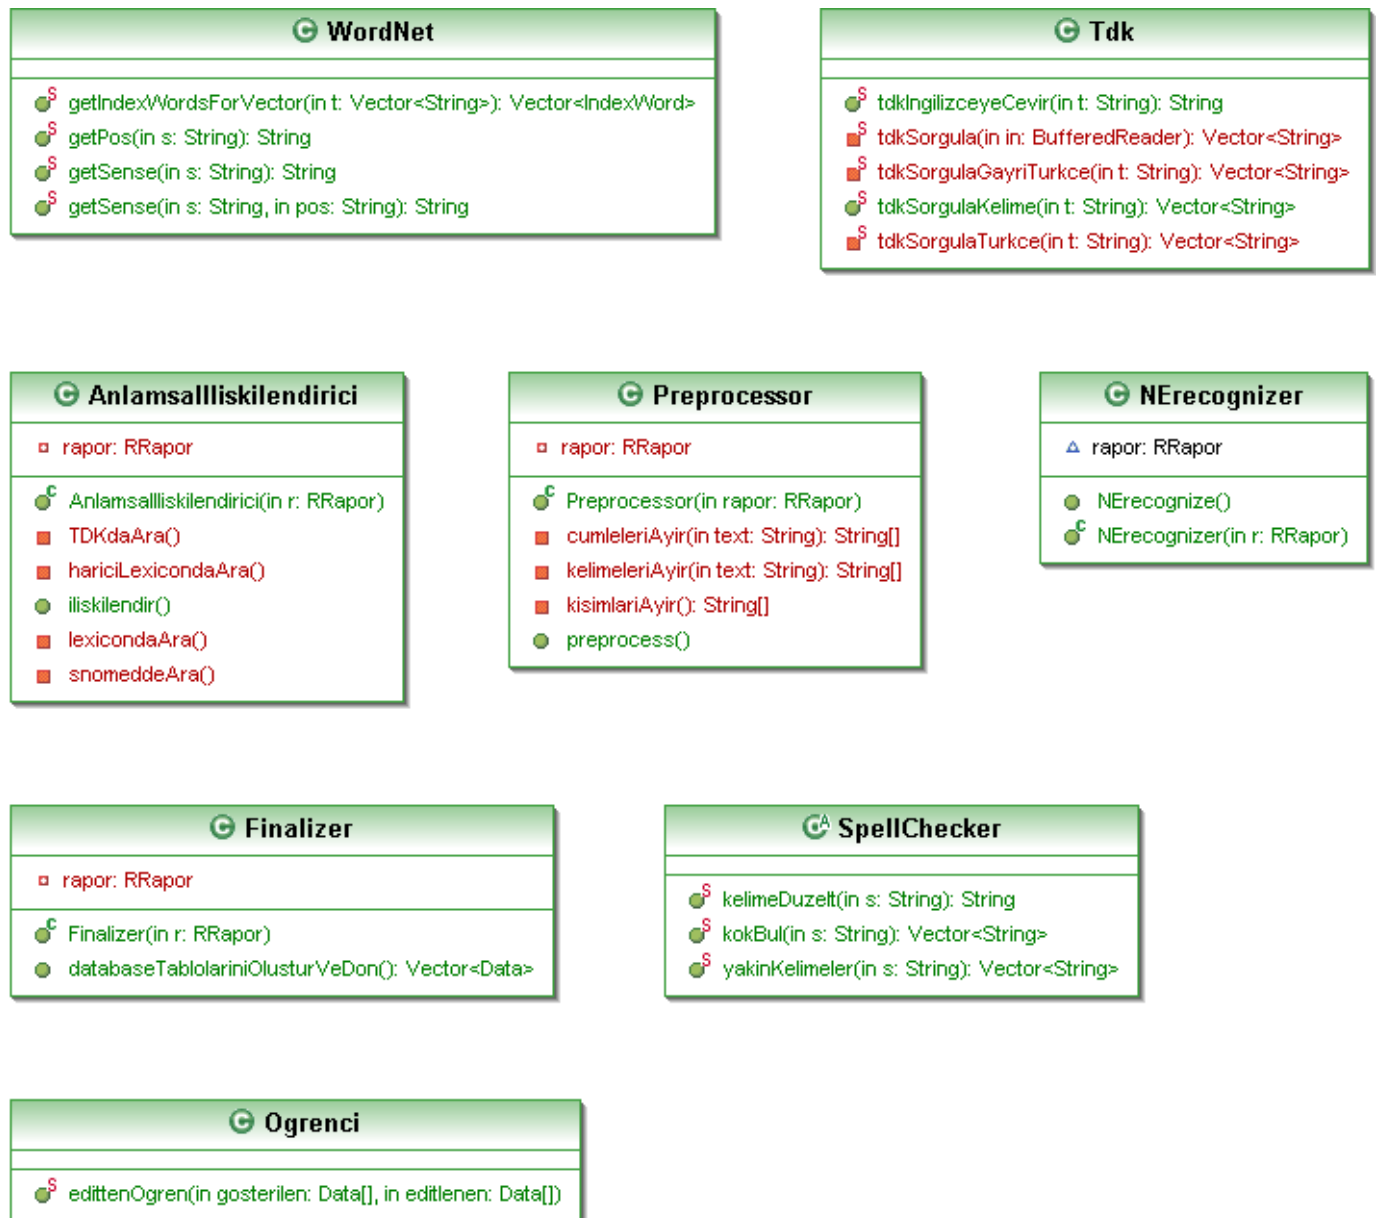 WordNet
getIndexWordsForVector(in t: Vector<String>): Vector<IndexWord>
getPos(in s: String): String
getSense(in s: String): String
getSense(in s: String, in pos: String): String
Tdk
tdkIngilizceyeCevir(in t: String): String
tdkSorgula(in in: BufferedReader): Vector<String>
tdkSorgulaGayriTurkce(in t: String): Vector<String>
tdkSorgulaKelime(in t: String): Vector<String>
tdkSorgulaTurkce(in t: String): Vector<String>
AnlamsalIliskilendirici
rapor: RRapor
AnlamsalIliskilendirici(in r: RRapor)
TDKdaAra()
hariciLexicondaAra()
iliskilendir()
lexicondaAra()
snomeddeAra()
Preprocessor
rapor: RRapor
Preprocessor(in rapor: RRapor)
cumleleriAyir(in text: String): String[]
kelimeleriAyir(in text: String): String[]
kisimlariAyir(): String[]
preprocess()
NErecognizer
rapor: RRapor
NErecognize()
NErecognizer(in r: RRapor)
Finalizer
rapor: RRapor
Finalizer(in r: RRapor)
databaseTablolariniOlusturVeDon(): Vector<Data>
SpellChecker
kelimeDuzelt(in s: String): String
kokBul(in s: String): Vector<String>
yakinKelimeler(in s: String): Vector<String>
Ogrenci
edittenOgren(in gosterilen: Data[], in editlenen: Data[])